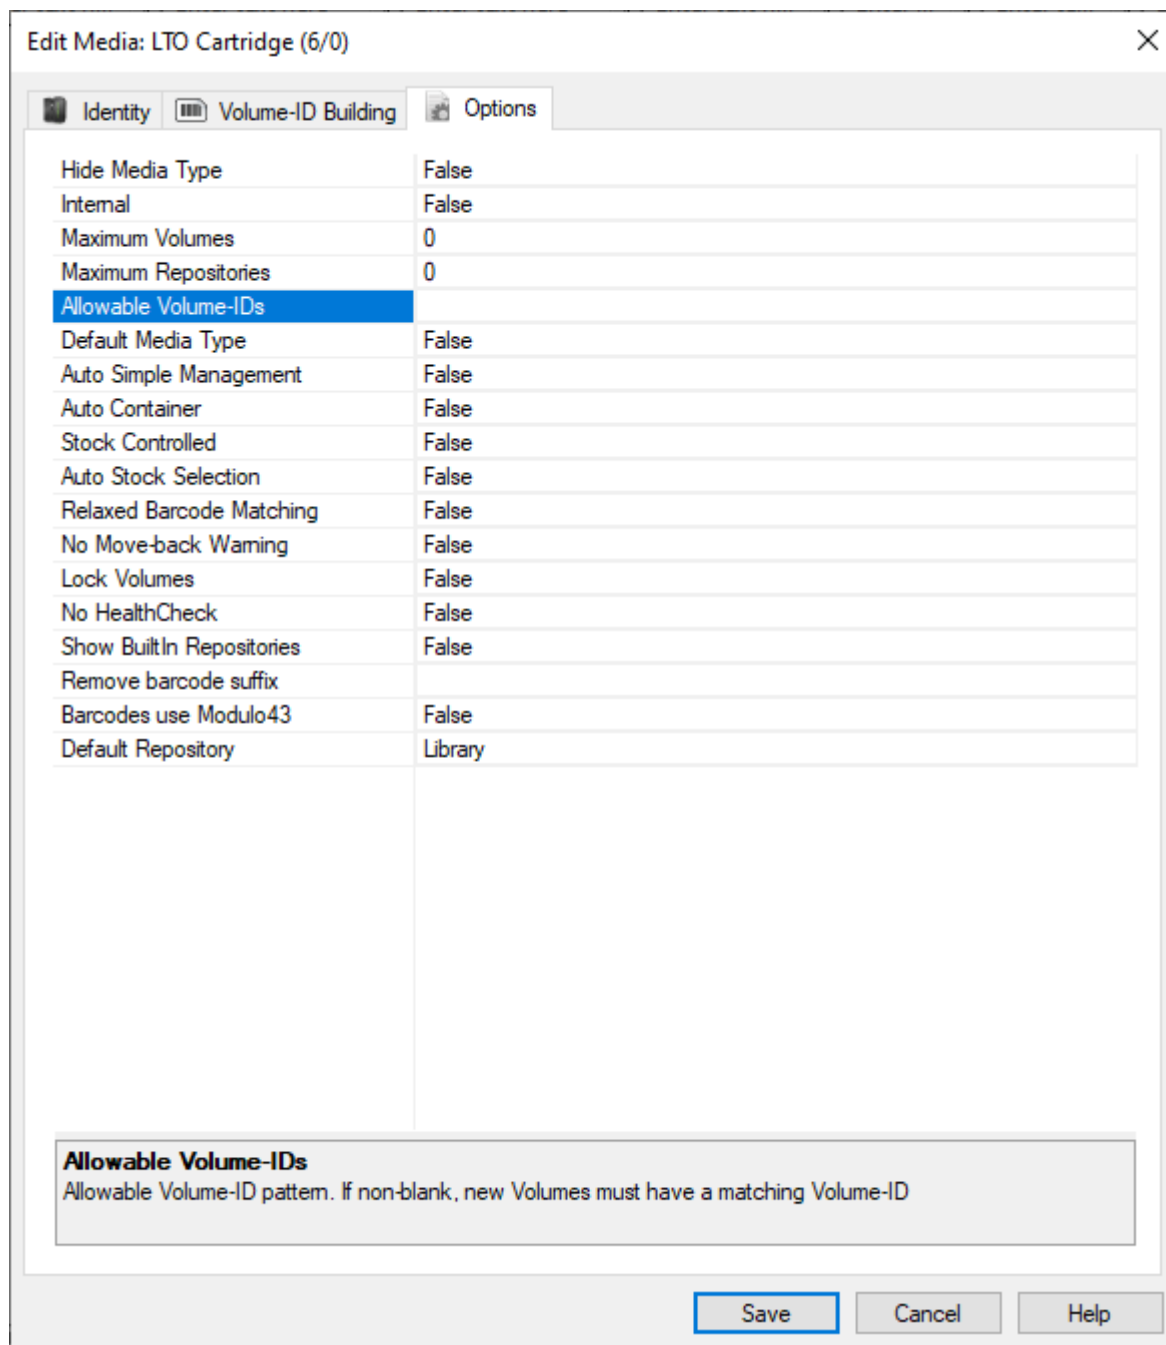 Edit Media: LTO Cartridge (6/0)
Identity Volume-ID Building Options
Hide Media Type False
Internal False
Maximum Volumes 0
Maximum Repositories 0
Allowable Volume-IDs
Default Media Type False
Auto Simple Management False
Auto Container False
Stock Controlled False
Auto Stock Selection False
Relaxed Barcode Matching False
No Move-back Warning False
Lock Volumes False
No HealthCheck False
Show BuiltIn Repositories False
Remove barcode suffix
Barcodes use Modulo43 False
Default Repository Library
Allowable Volume-IDs
Allowable Volume-ID pattern. If non-blank, new Volumes must have a matching Volume-ID
Save Cancel Help